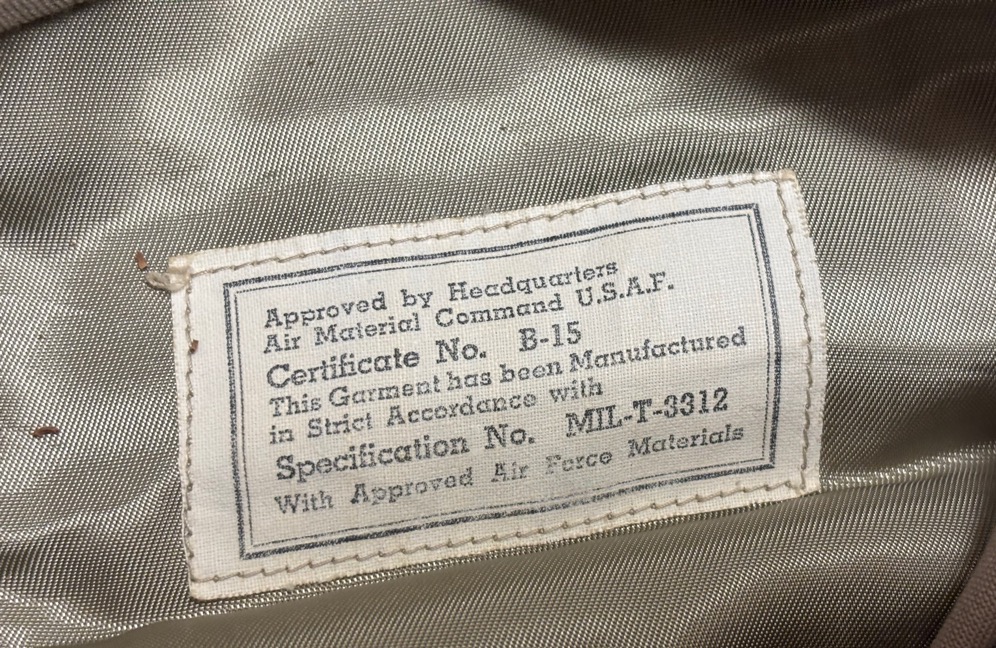 Approved by Headquarters
Air Material Command U.S.A.F.
Certificate No. B-15
This Garment has been Manufactured
in Strict Accordance with
Specification No. MIL-T-3312
With Approved Air Force Materials